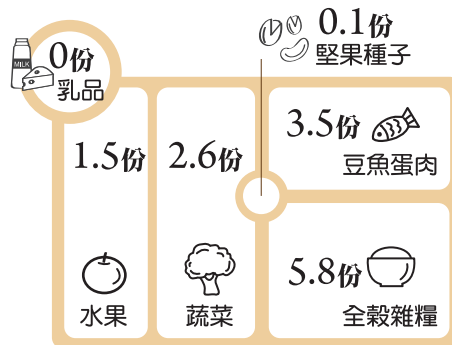 0份
MILK
乳品
0.1份
堅果種子
1.5份
水果
2.6份
蔬菜
3.5份
豆魚蛋肉
5.8份
全穀雜糧